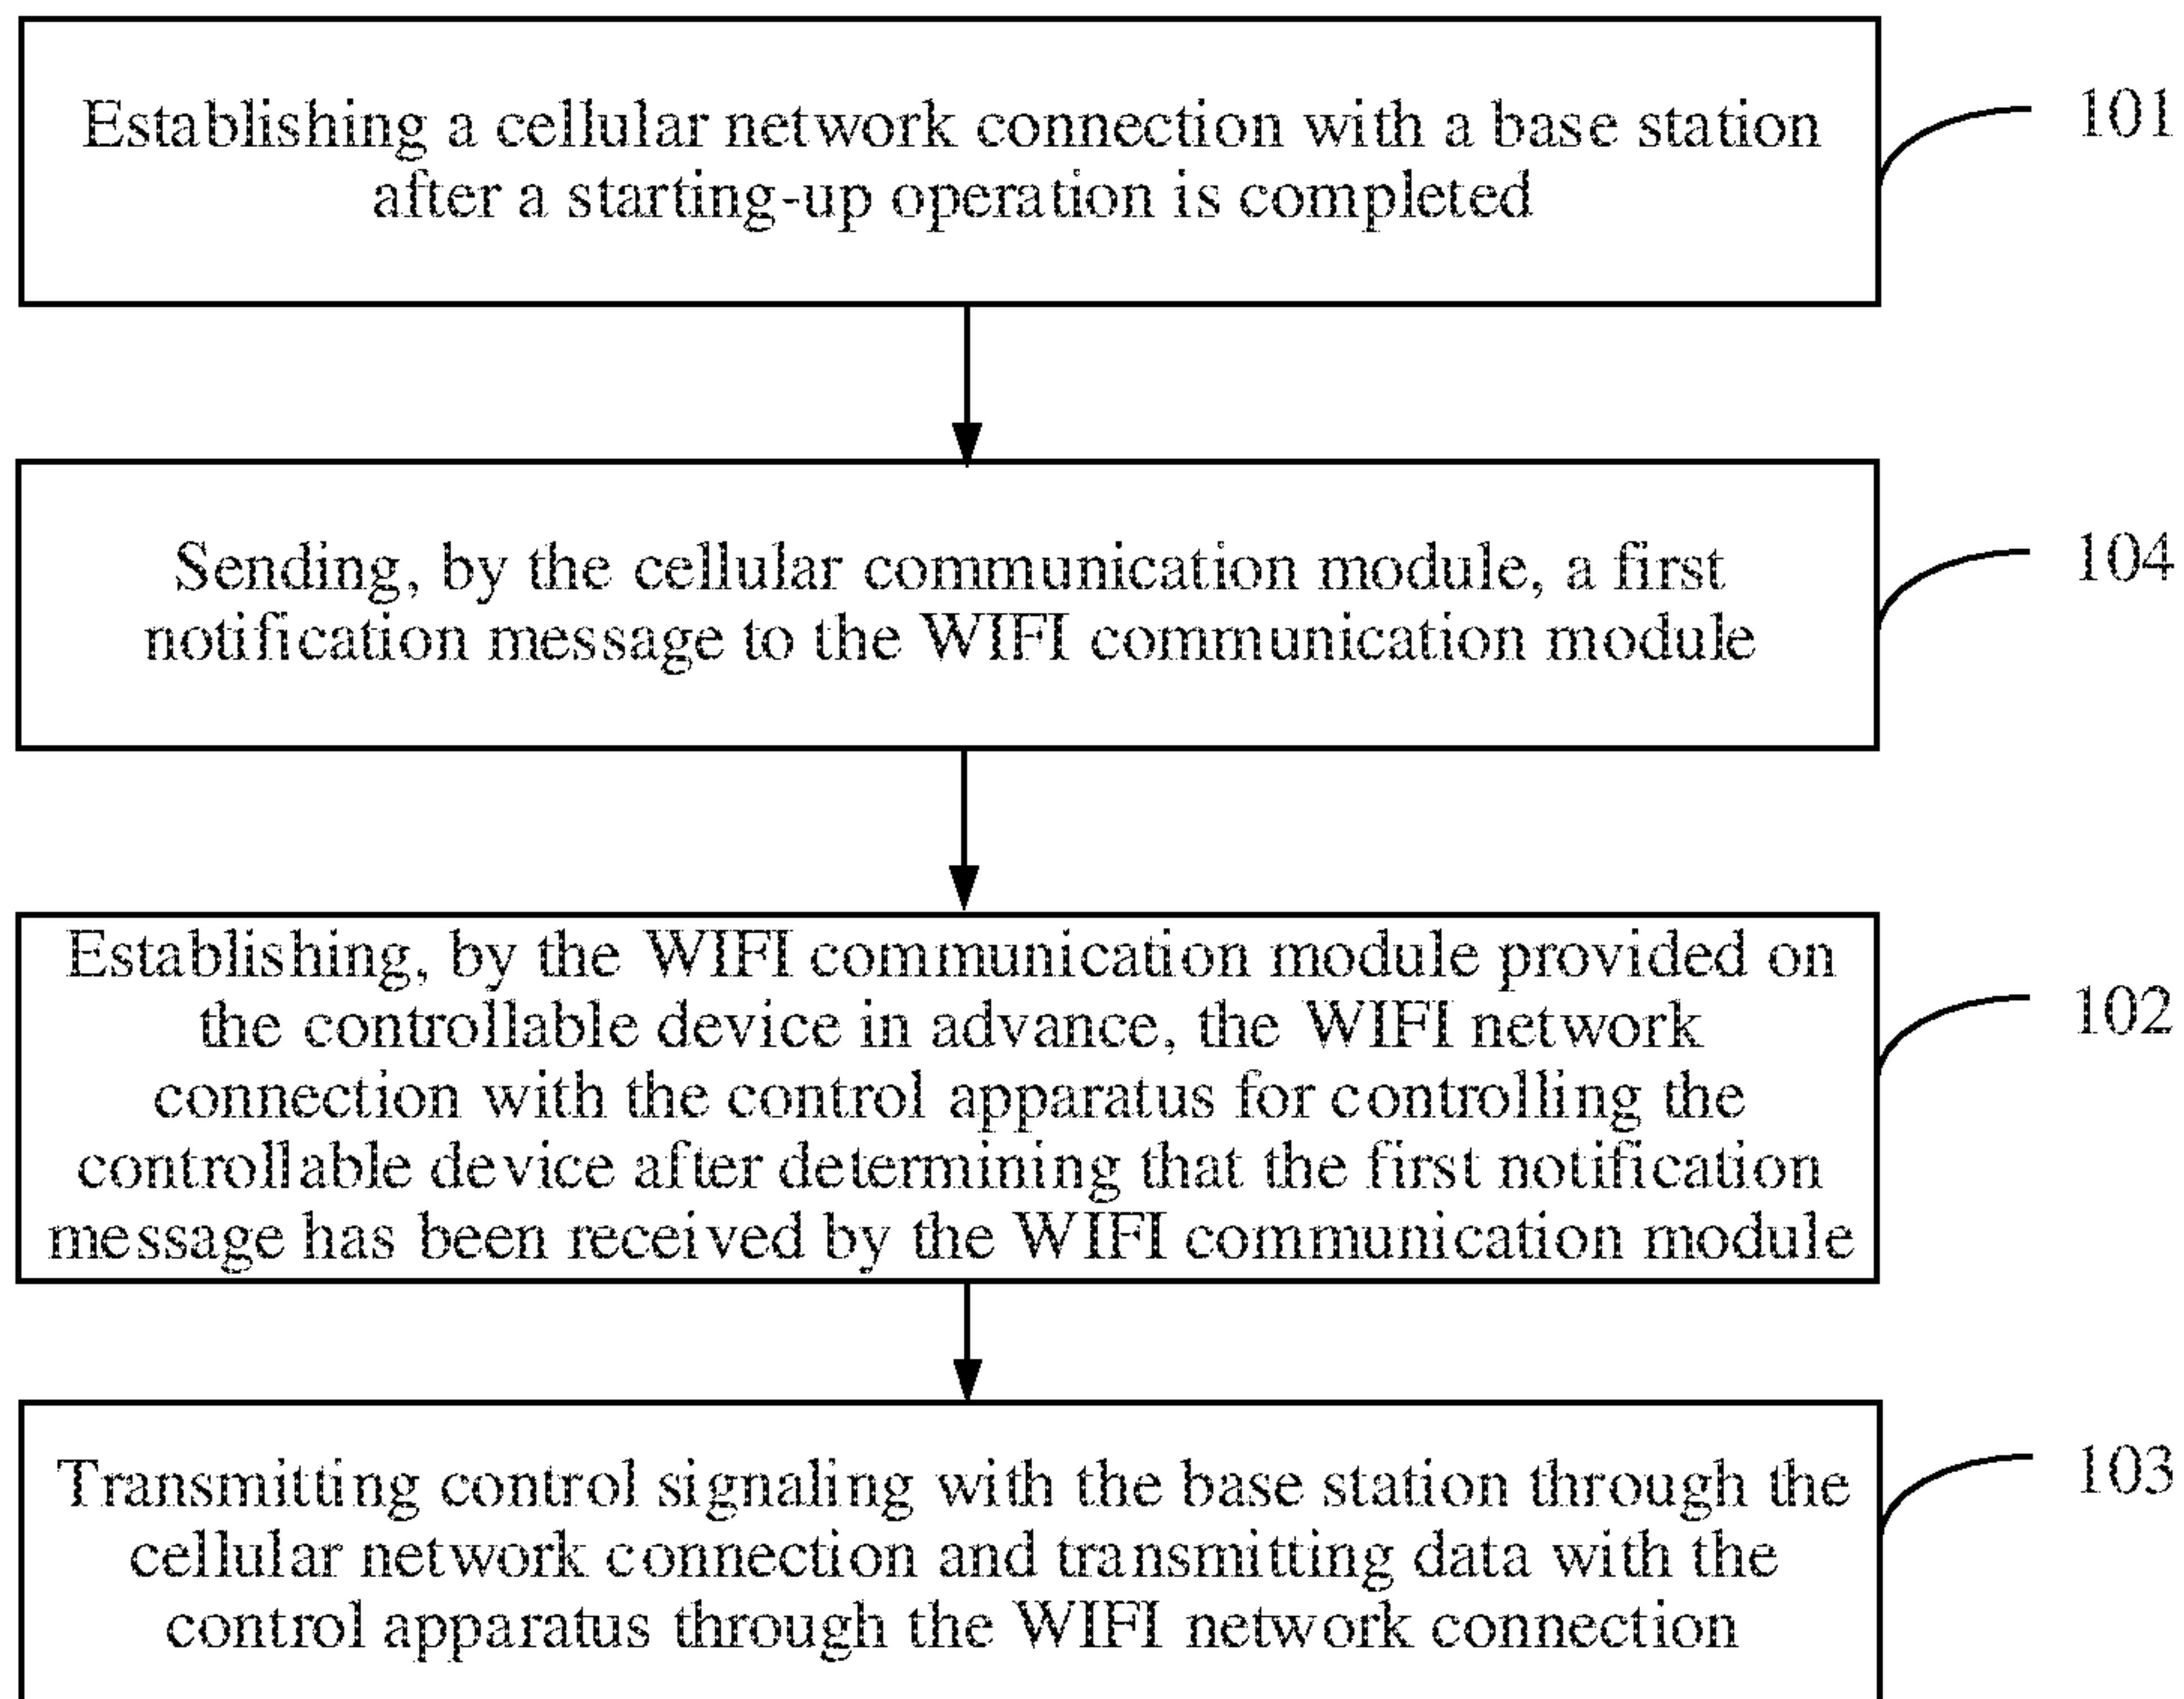 Establishing a cellular network connection with a base station
after a starting-up operation is completed
101
Sending, by the cellular communication module, a first
notification message to the WIFI communication module
104
Establishing, by the WIFI communication module provided on
the controllable device in advance, the WIFI network
connection with the control apparatus for controlling the
controllable device after determining that the first notification
message has been received by the WIFI communication module
102
Transmitting control signaling with the base station through the
cellular network connection and transmitting data with the
control apparatus through the WIFI network connection
103